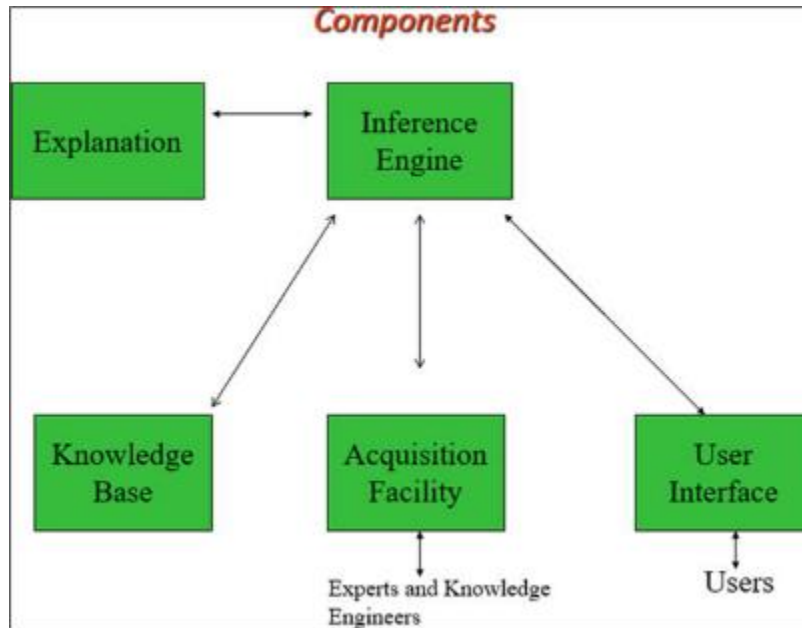 Components
Explanation
Inference
Engine
Knowledge
Base
Acquisition
Facility
User
Interface
Experts and Knowledge
Engineers
Users